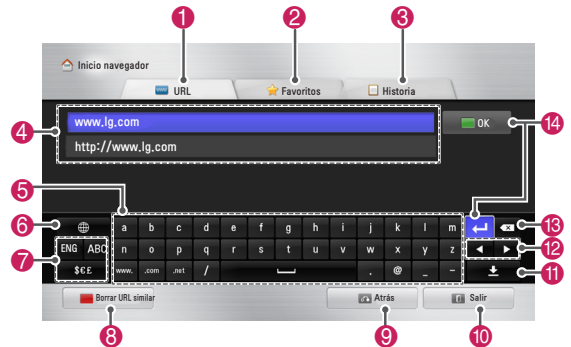 1 2 3
Inicio navegador
URL Favoritos Historia
4 www.lg.com OK 14
http://www.lg.com
5
6 a b c d e f g h i j k l m 13
7 ENG ABC n o p q r s t u v w x y z 12
$€£ www. .com .net / . @ _ - 11
Borrar URL similar Atrás Salir
8 9 10